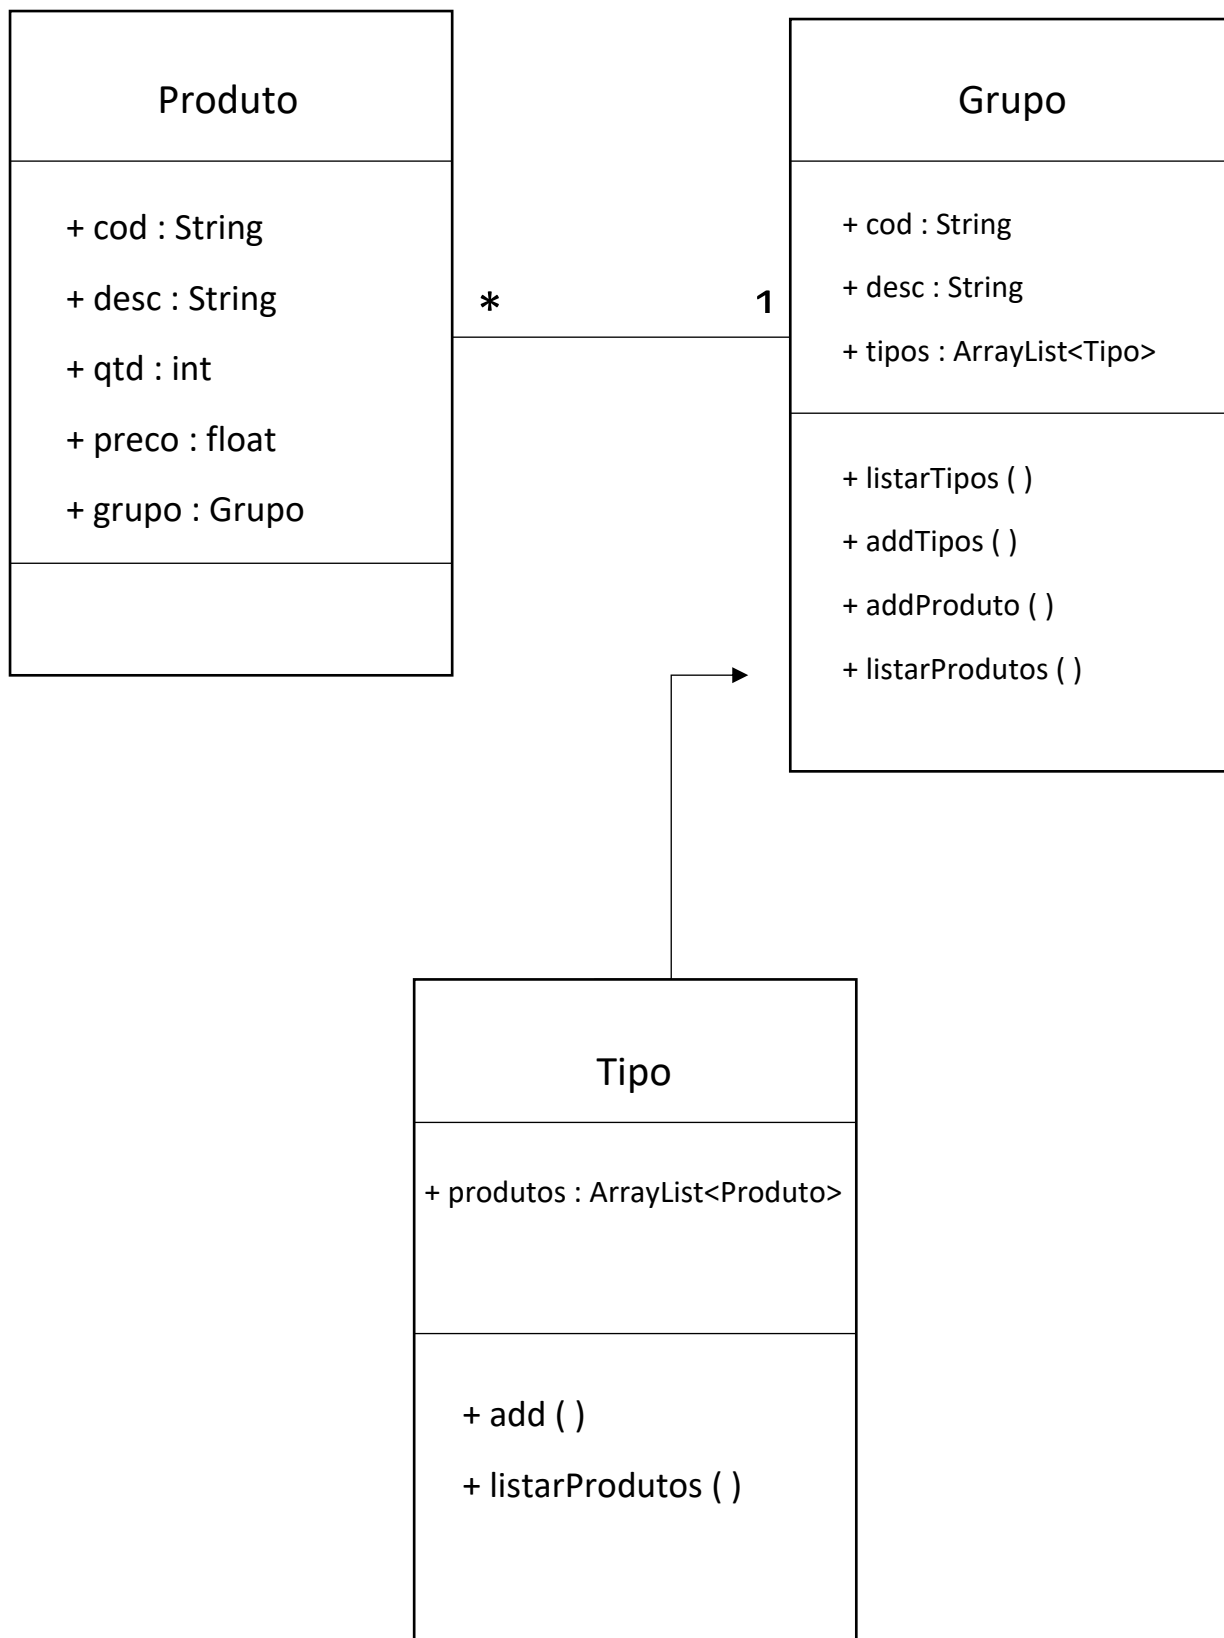 Produto
+ cod : String
+ desc : String
+ qtd : int
+ preco : float
+ grupo : Grupo
*
1
Grupo
+ cod : String
+ desc : String
+ tipos : ArrayList<Tipo>
+ listarTipos ( )
+ addTipos ( )
+ addProduto ( )
+ listarProdutos ( )
Tipo
+ produtos : ArrayList<Produto>
+ add ( )
+ listarProdutos ( )